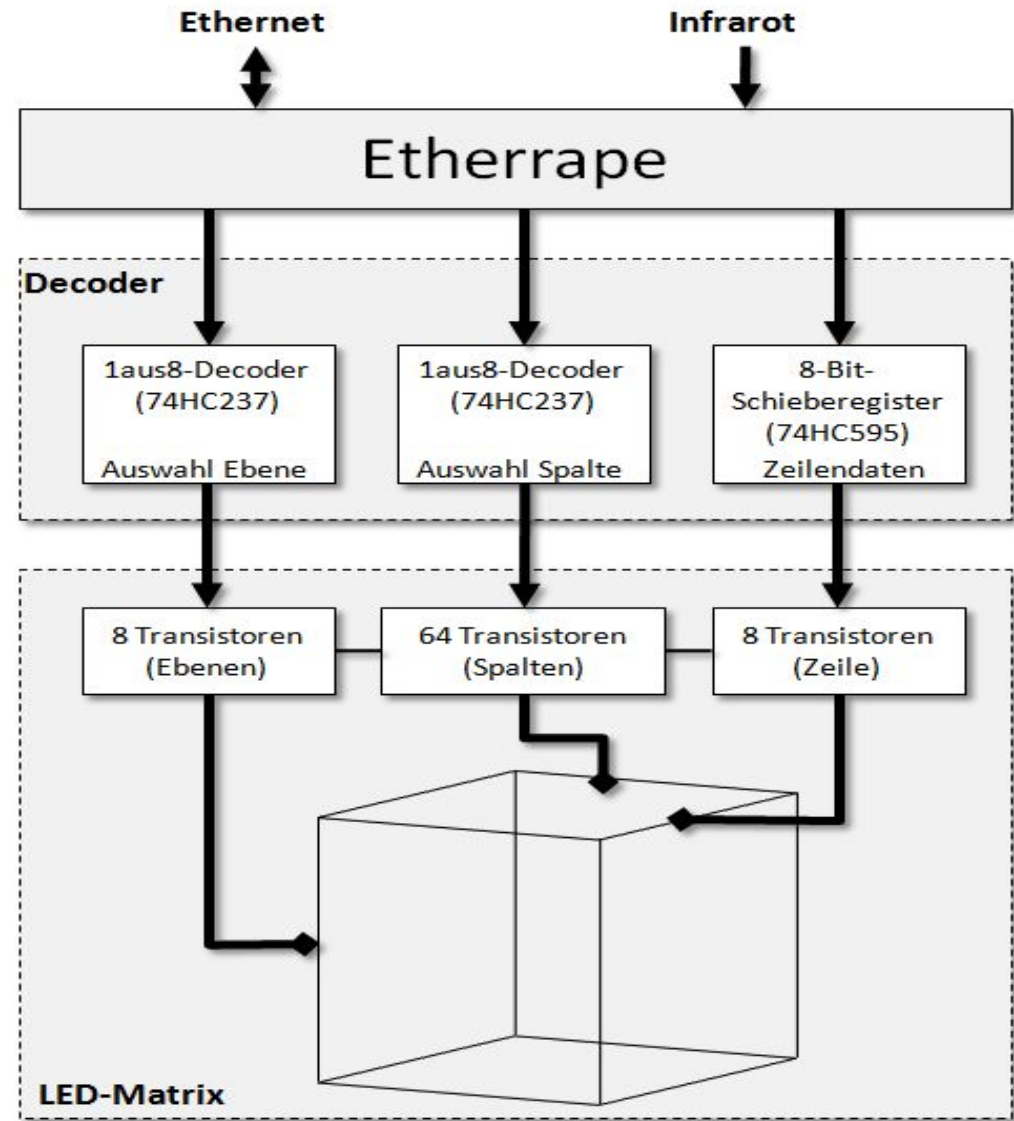 Ethernet
Infrarot
Etherrape
Decoder
1aus8-Decoder
(74HC237)
Auswahl Ebene
1aus8-Decoder
(74HC237)
Auswahl Spalte
8-Bit-
Schieberegister
(74HC595)
Zeilendaten
8 Transistoren
(Ebenen)
64 Transistoren
(Spalten)
8 Transistoren
(Zeile)
LED-Matrix